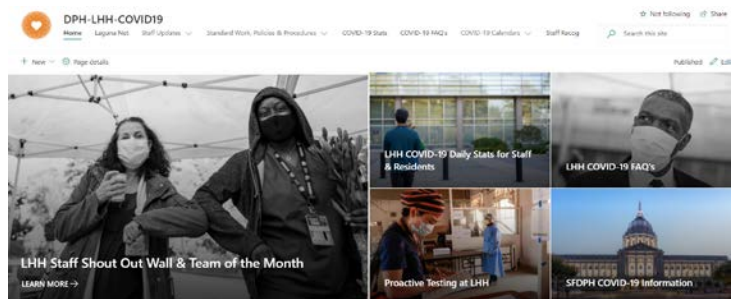 DPH-LHH-COVID19
Not following Share
Home Laguna Net Staff Updates Standard Work, Policies & Procedures COVID-19 Stats COVID-19 FAQ's COVID-19 Calendars Staff Recog
Search this site
+ New Page details
Published Edit
LHH COVID-19 Daily Stats for Staff
& Residents
LHH COVID-19 FAQ's
LHH Staff Shout Out Wall & Team of the Month
LEARN MORE →
Proactive Testing at LHH
SFDPH COVID-19 Information